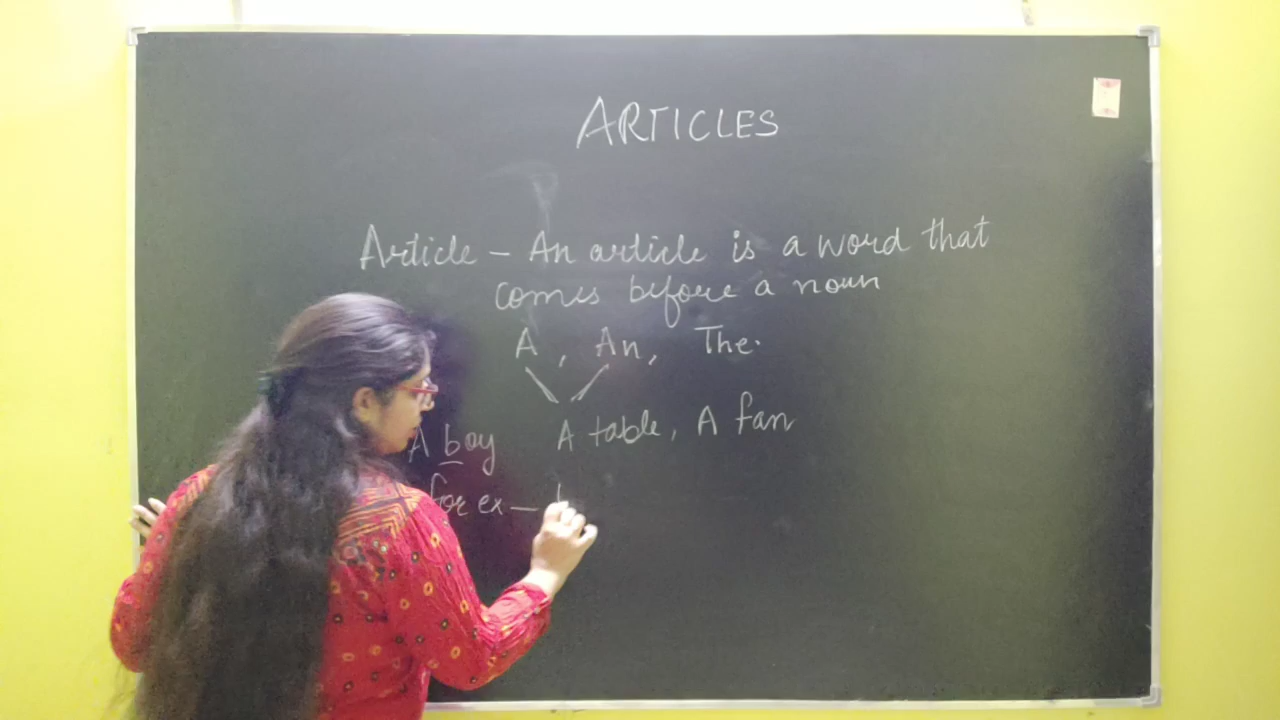 ARTICLES
Article – An article is a word that
comes before a noun
A, An, The.
A boy A table, A fan
for ex –